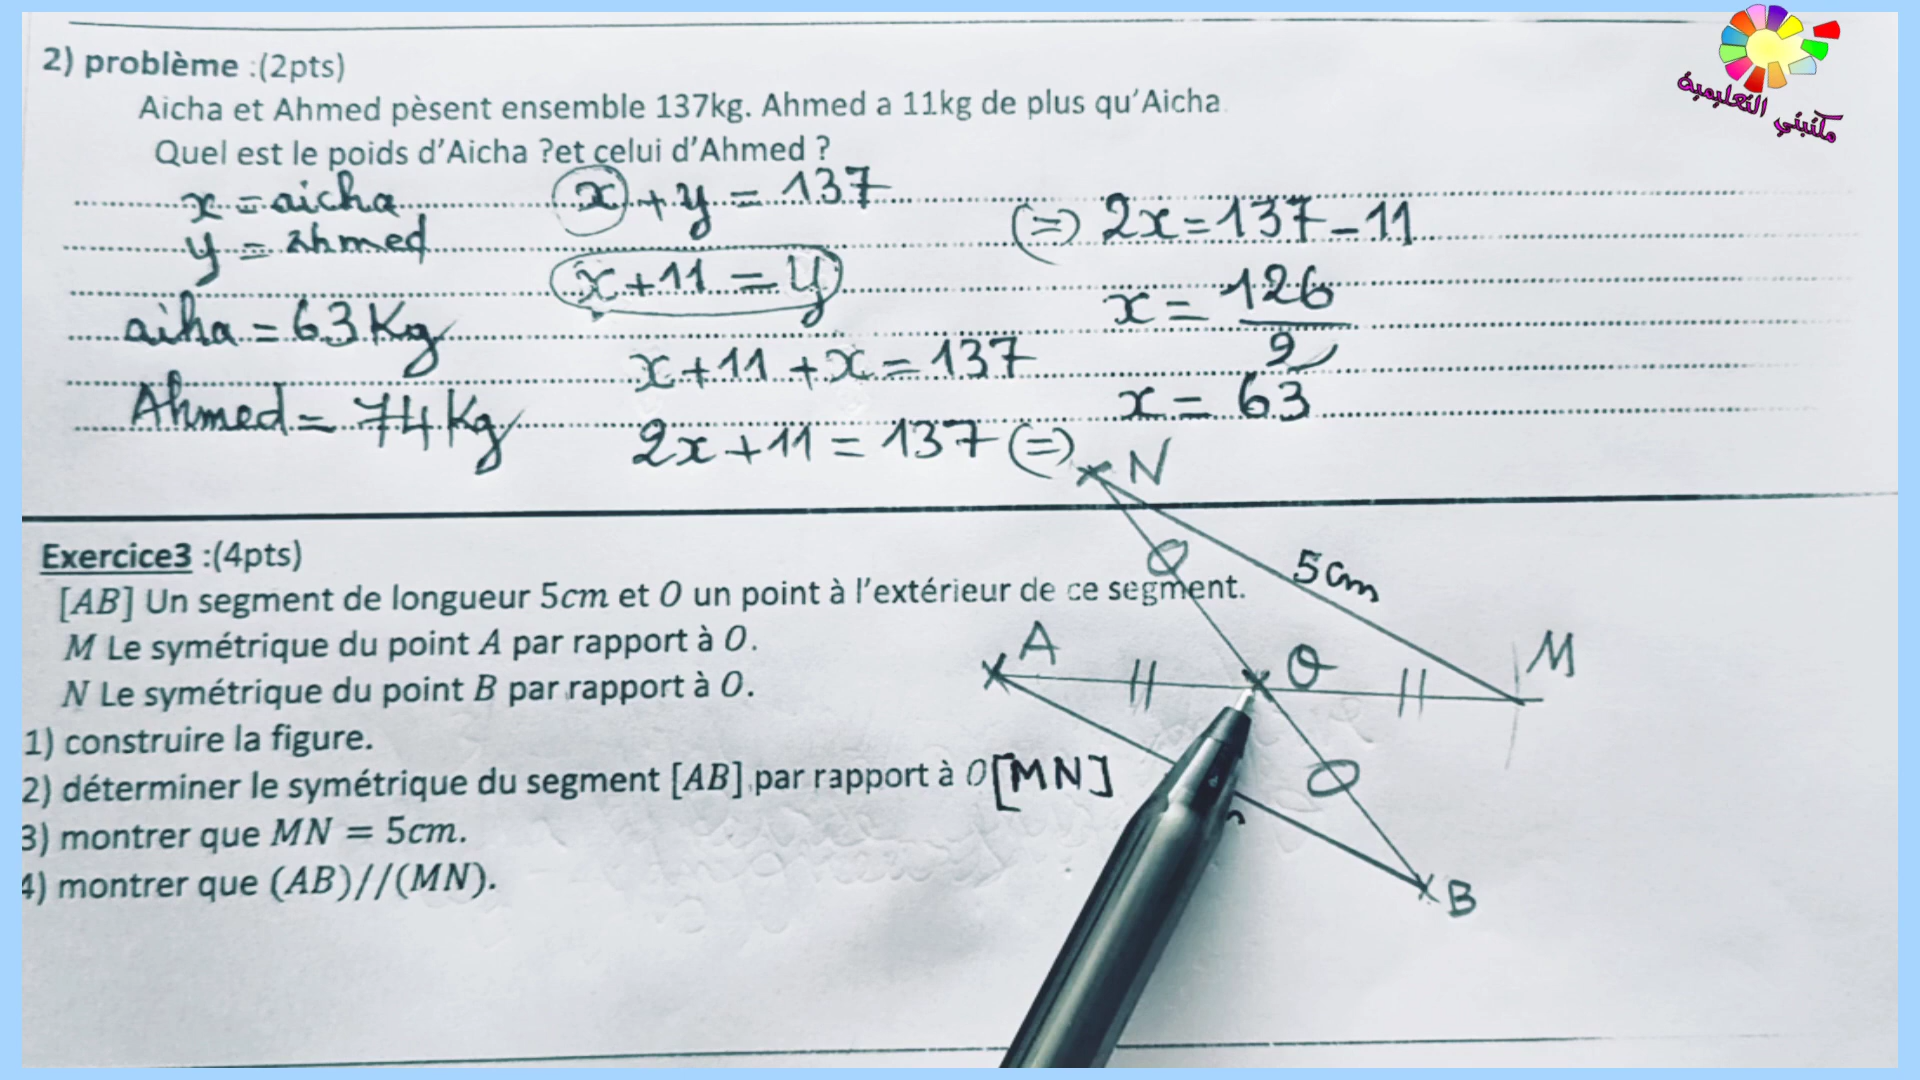 مكتبتي التعليمية
2) problème :(2pts)
Aicha et Ahmed pèsent ensemble 137kg. Ahmed a 11kg de plus qu'Aicha.
Quel est le poids d'Aicha ?et celui d'Ahmed ?
x = aicha
y = ahmed
aiha = 63 Kg
Ahmed = 74 Kg
x + y = 137
x + 11 = y
x + 11 + x = 137
2x + 11 = 137 (=)
(=) 2x = 137 - 11
x = 126/2
x = 63
Exercice3 :(4pts)
[AB] Un segment de longueur 5cm et O un point à l'extérieur de ce segment.
M Le symétrique du point A par rapport à O.
N Le symétrique du point B par rapport à O.
1) construire la figure.
2) déterminer le symétrique du segment [AB] par rapport à O [MN]
3) montrer que MN = 5cm.
4) montrer que (AB)//(MN).
N
5cm
A
O
M
B